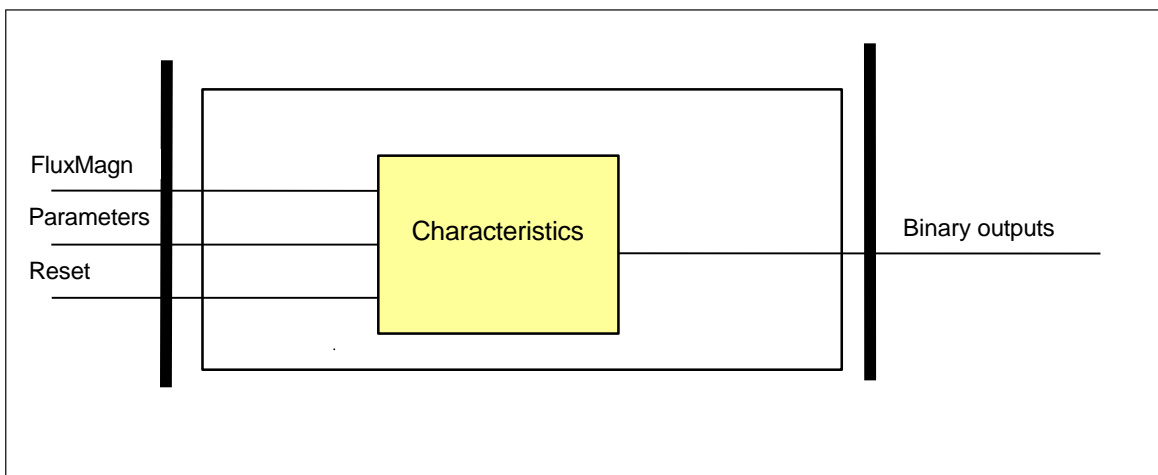 FluxMagn
Parameters
Reset
Characteristics
Binary outputs